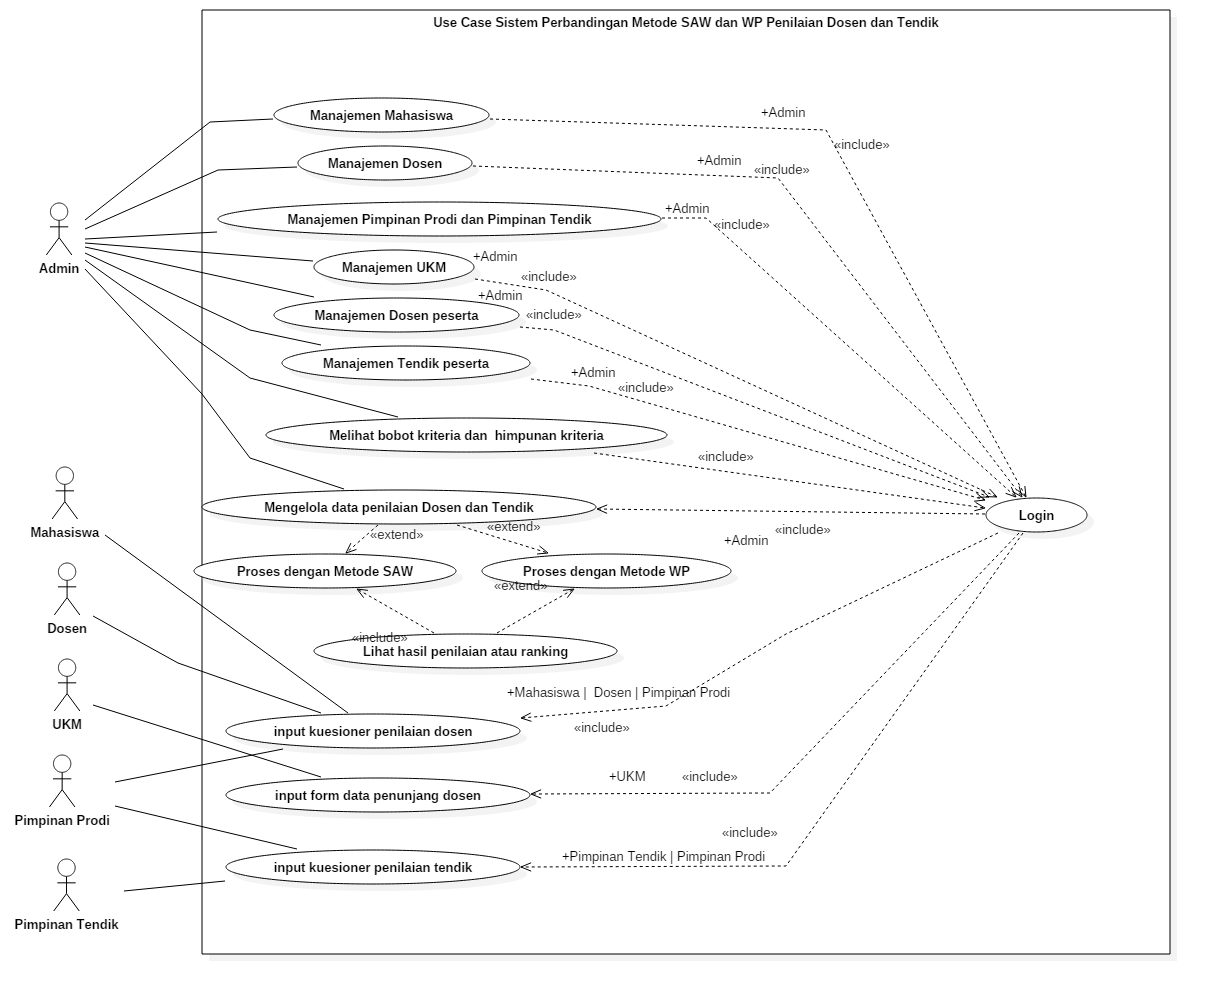 Use Case Sistem Perbandingan Metode SAW dan WP Penilaian Dosen dan Tendik
Manajemen Mahasiswa
+Admin
«include»
Manajemen Dosen
+Admin
«include»
Manajemen Pimpinan Prodi dan Pimpinan Tendik
+Admin
«include»
Admin
Manajemen UKM
+Admin
«include»
Manajemen Dosen peserta
+Admin
«include»
Manajemen Tendik peserta
+Admin
«include»
Melihat bobot kriteria dan  himpunan kriteria
«include»
Mengelola data penilaian Dosen dan Tendik
Login
«include»
+Admin
«extend»
«extend»
Mahasiswa
Proses dengan Metode SAW
Proses dengan Metode WP
«extend»
Dosen
«include»
Lihat hasil penilaian atau ranking
+Mahasiswa |  Dosen | Pimpinan Prodi
UKM
input kuesioner penilaian dosen
«include»
+UKM
«include»
input form data penunjang dosen
Pimpinan Prodi
«include»
+Pimpinan Tendik | Pimpinan Prodi
input kuesioner penilaian tendik
Pimpinan Tendik